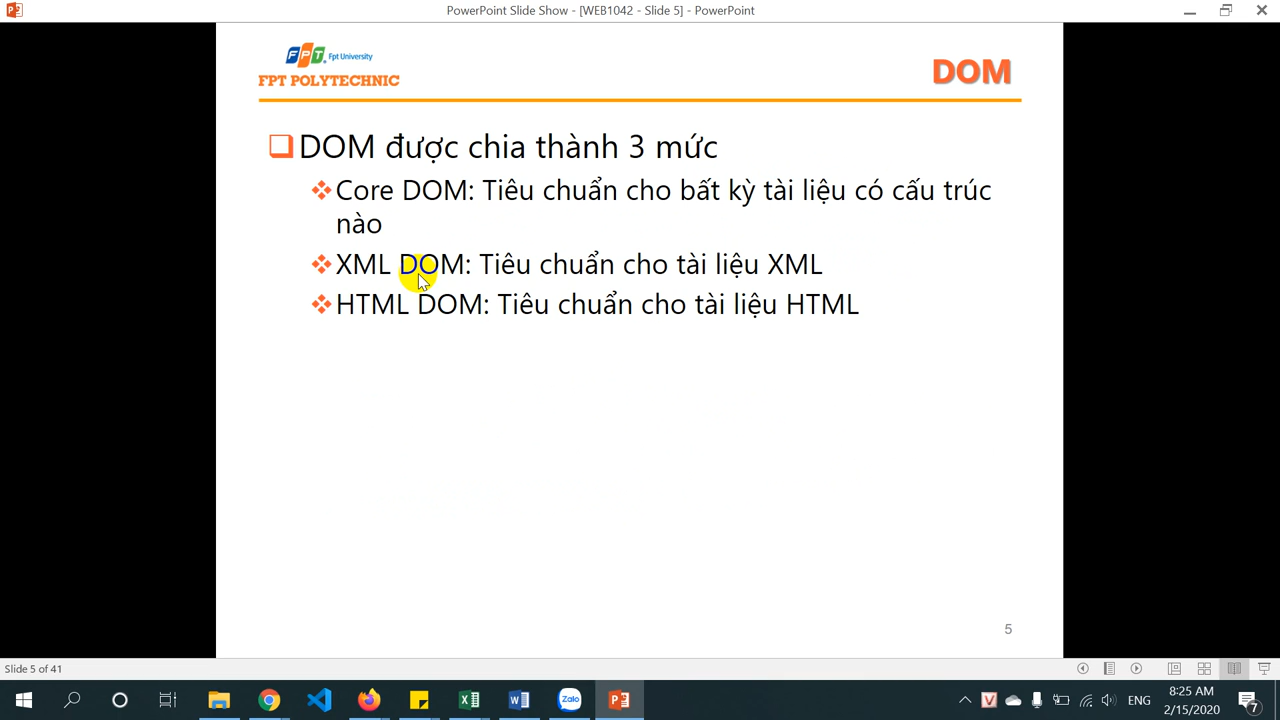 PowerPoint Slide Show - [WEB1042 - Slide 5] - PowerPoint
FPT. Fpt University
FPT POLYTECHNIC
DOM
DOM được chia thành 3 mức
Core DOM: Tiêu chuẩn cho bất kỳ tài liệu có cấu trúc
nào
XML DOM: Tiêu chuẩn cho tài liệu XML
HTML DOM: Tiêu chuẩn cho tài liệu HTML
5
Slide 5 of 41
Zalo
ENG
8:25 AM
2/15/2020
7